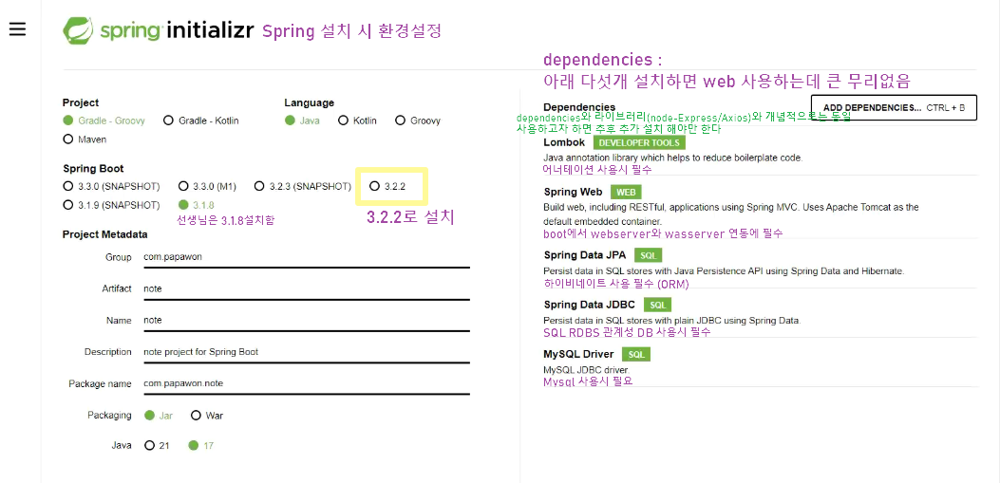 spring initializr Spring 설치 시 환경설정
Project
Gradle - Groovy Gradle - Kotlin
Maven
Language
Java Kotlin Groovy
Spring Boot
3.3.0 (SNAPSHOT) 3.3.0 (M1) 3.2.3 (SNAPSHOT) 3.2.2
3.1.9 (SNAPSHOT) 3.1.8
선생님은 3.1.8설치함
3.2.2로 설치
Project Metadata
Group com.papawon
Artifact note
Name note
Description note project for Spring Boot
Package name com.papawon.note
Packaging Jar War
Java 21 17
dependencies :
아래 다섯개 설치하면 web 사용하는데 큰 무리없음
Dependencies
ADD DEPENDENCIES... CTRL + B
dependencies와 라이브러리(node-Express/Axios)와 개념적으로는 동일
사용하고자 하면 추후 추가 설치 해야만 한다
Lombok DEVELOPER TOOLS
Java annotation library which helps to reduce boilerplate code.
어너테이션 사용시 필수
Spring Web WEB
Build web, including RESTful, applications using Spring MVC. Uses Apache Tomcat as the
default embedded container.
boot에서 webserver와 wasserver 연동에 필수
Spring Data JPA SQL
Persist data in SQL stores with Java Persistence API using Spring Data and Hibernate.
하이비네이트 사용 필수 (ORM)
Spring Data JDBC SQL
Persist data in SQL stores with plain JDBC using Spring Data.
SQL RDBS 관계성 DB 사용시 필수
MySQL Driver SQL
MySQL JDBC driver.
Mysql 사용시 필요